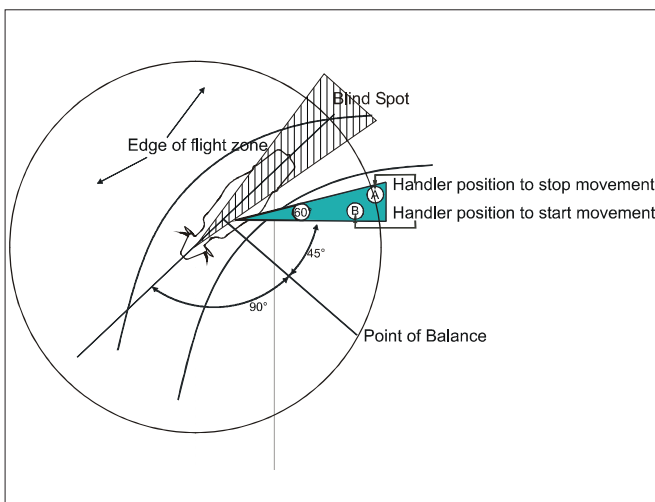 Blind Spot
Edge of flight zone
Handler position to stop movement
A
60°
B
Handler position to start movement
45°
90°
Point of Balance